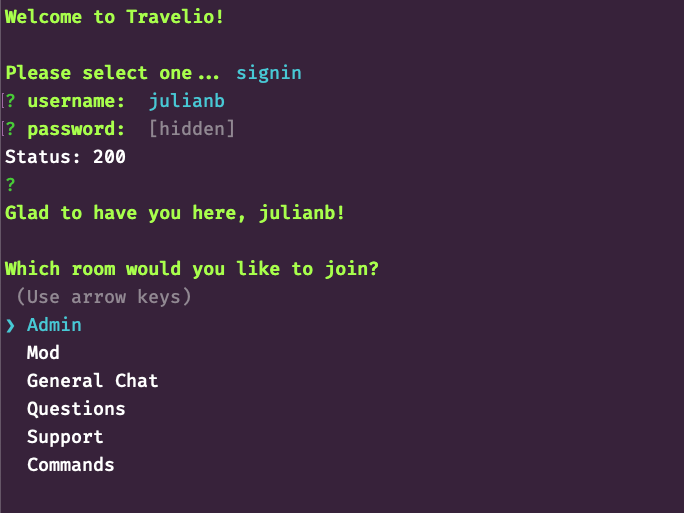 Welcome to Travelio!
Please select one... signin
? username: julianb
? password: [hidden]
Status: 200
?
Glad to have you here, julianb!
Which room would you like to join?
(Use arrow keys)
❯ Admin
Mod
General Chat
Questions
Support
Commands